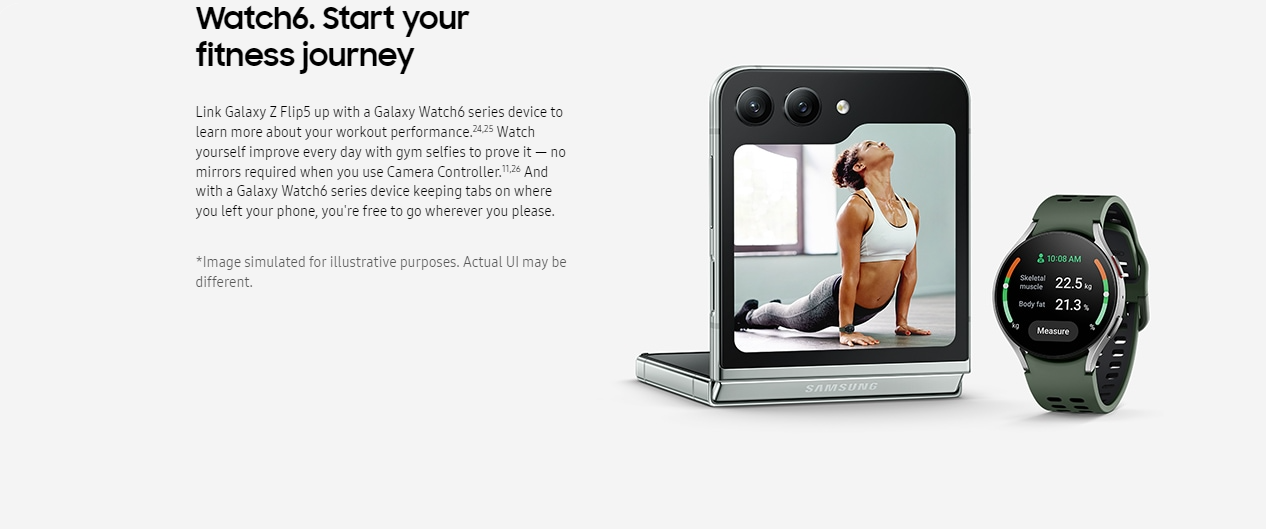 Watch6. Start your
fitness journey
Link Galaxy Z Flip5 up with a Galaxy Watch6 series device to
learn more about your workout performance.24,25 Watch
yourself improve every day with gym selfies to prove it — no
mirrors required when you use Camera Controller.11,26 And
with a Galaxy Watch6 series device keeping tabs on where
you left your phone, you're free to go wherever you please.
*Image simulated for illustrative purposes. Actual UI may be
different.
SAMSUNG
10:08 AM
Skeletal
muscle 22.5 kg
Body fat 21.3 %
kg Measure %